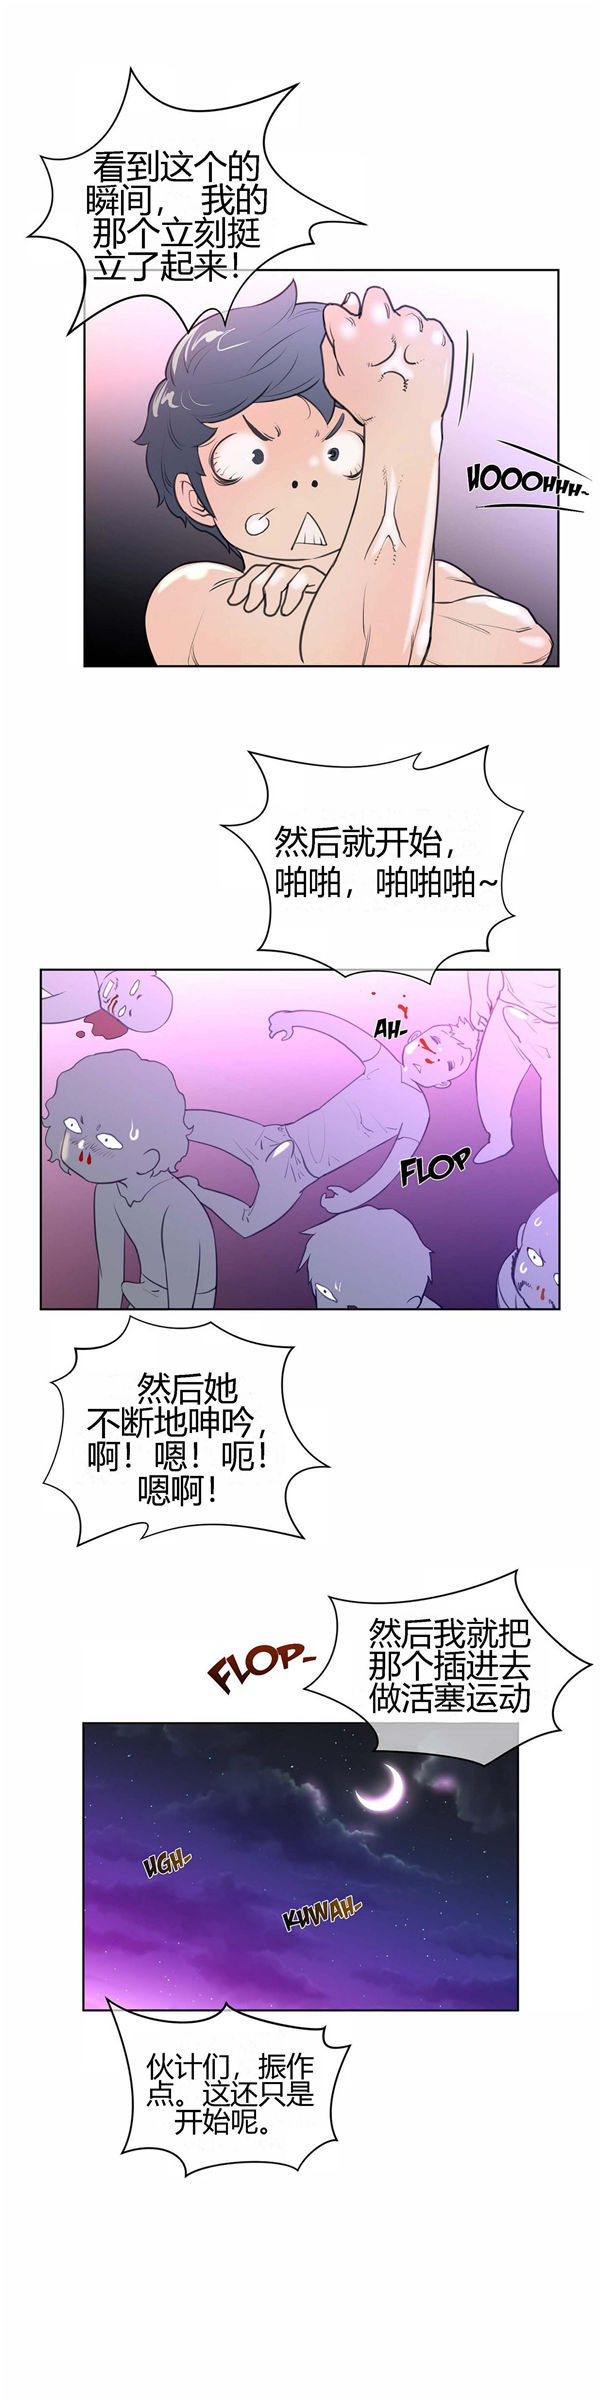 看到这个的
瞬间，我的
那个立刻挺
立了起来！
WOOOHHH~
然后就开始，
啪啪，啪啪啪~
AH~
FLOP
然后她
不断地呻吟，
啊！嗯！呃！
嗯啊！
FLOP~
然后我就把
那个插进去
做活塞运动
UGH~
KUWAH~
伙计们，振作
点。这还只是
开始呢。